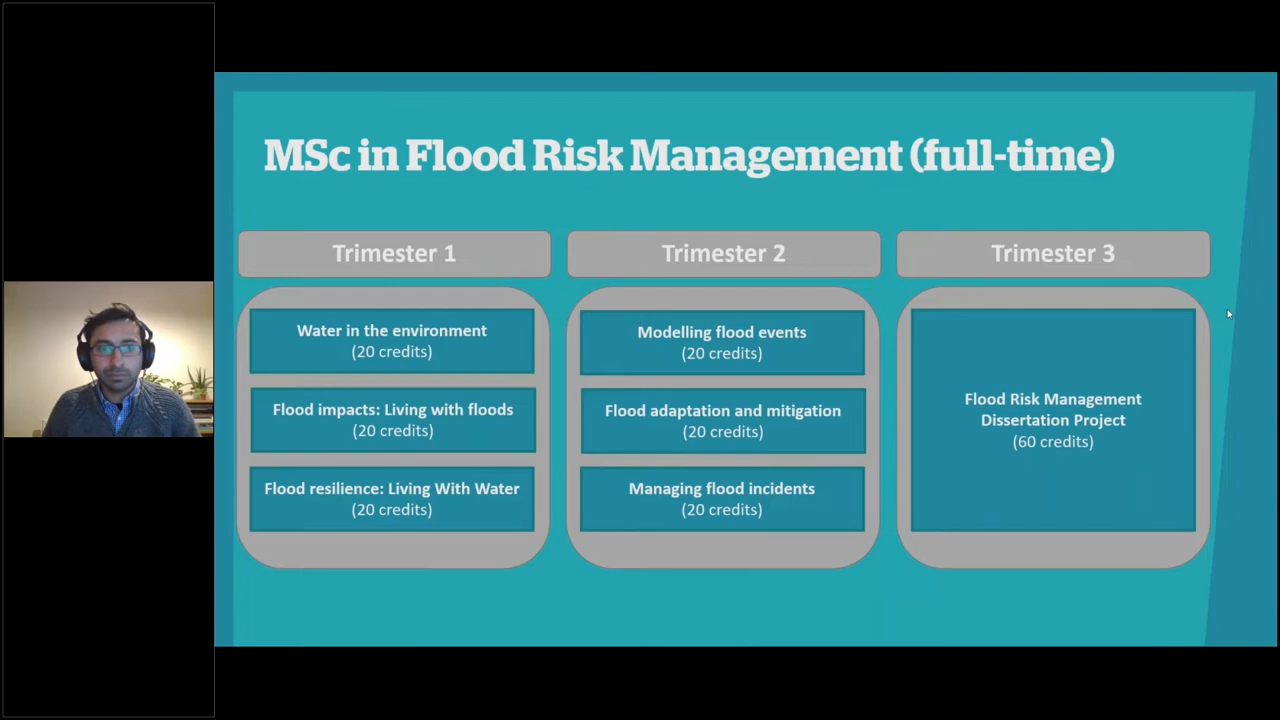 MSc in Flood Risk Management (full-time)
Trimester 1
Water in the environment
(20 credits)
Flood impacts: Living with floods
(20 credits)
Flood resilience: Living With Water
(20 credits)
Trimester 2
Modelling flood events
(20 credits)
Flood adaptation and mitigation
(20 credits)
Managing flood incidents
(20 credits)
Trimester 3
Flood Risk Management
Dissertation Project
(60 credits)